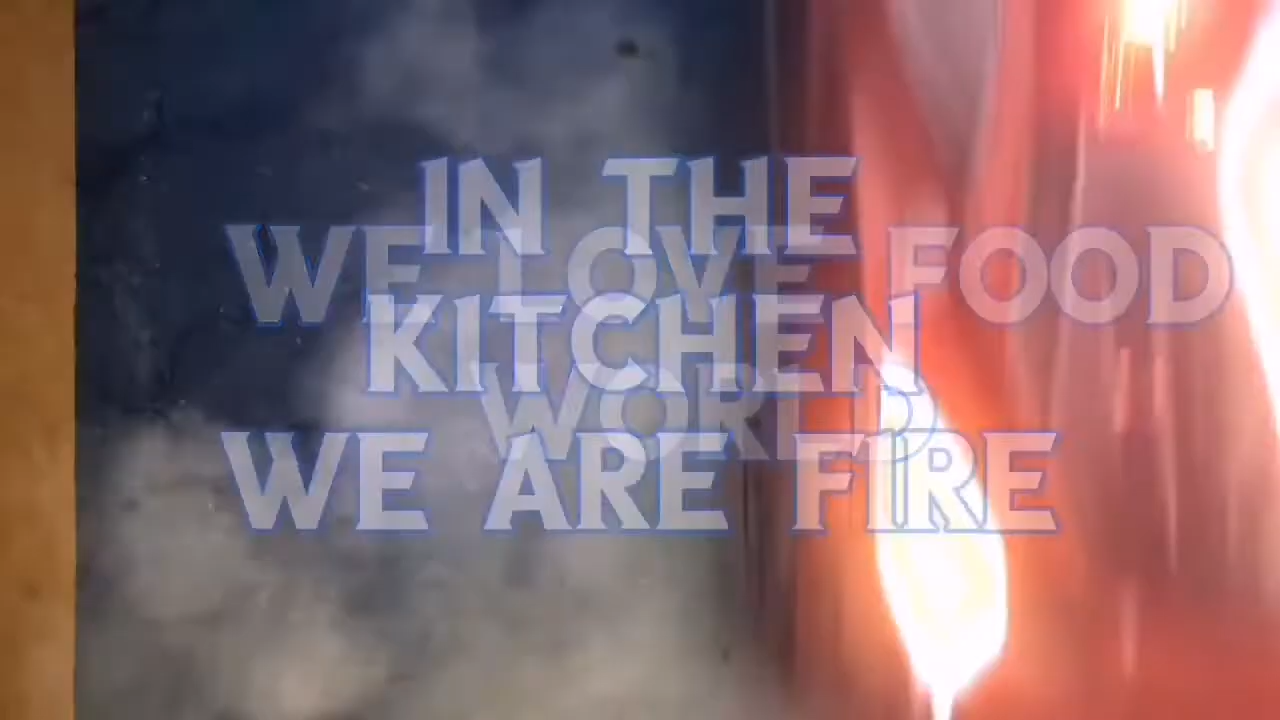 IN THE
WE LOVE FOOD
KITCHEN
WORLD
WE ARE FIRE